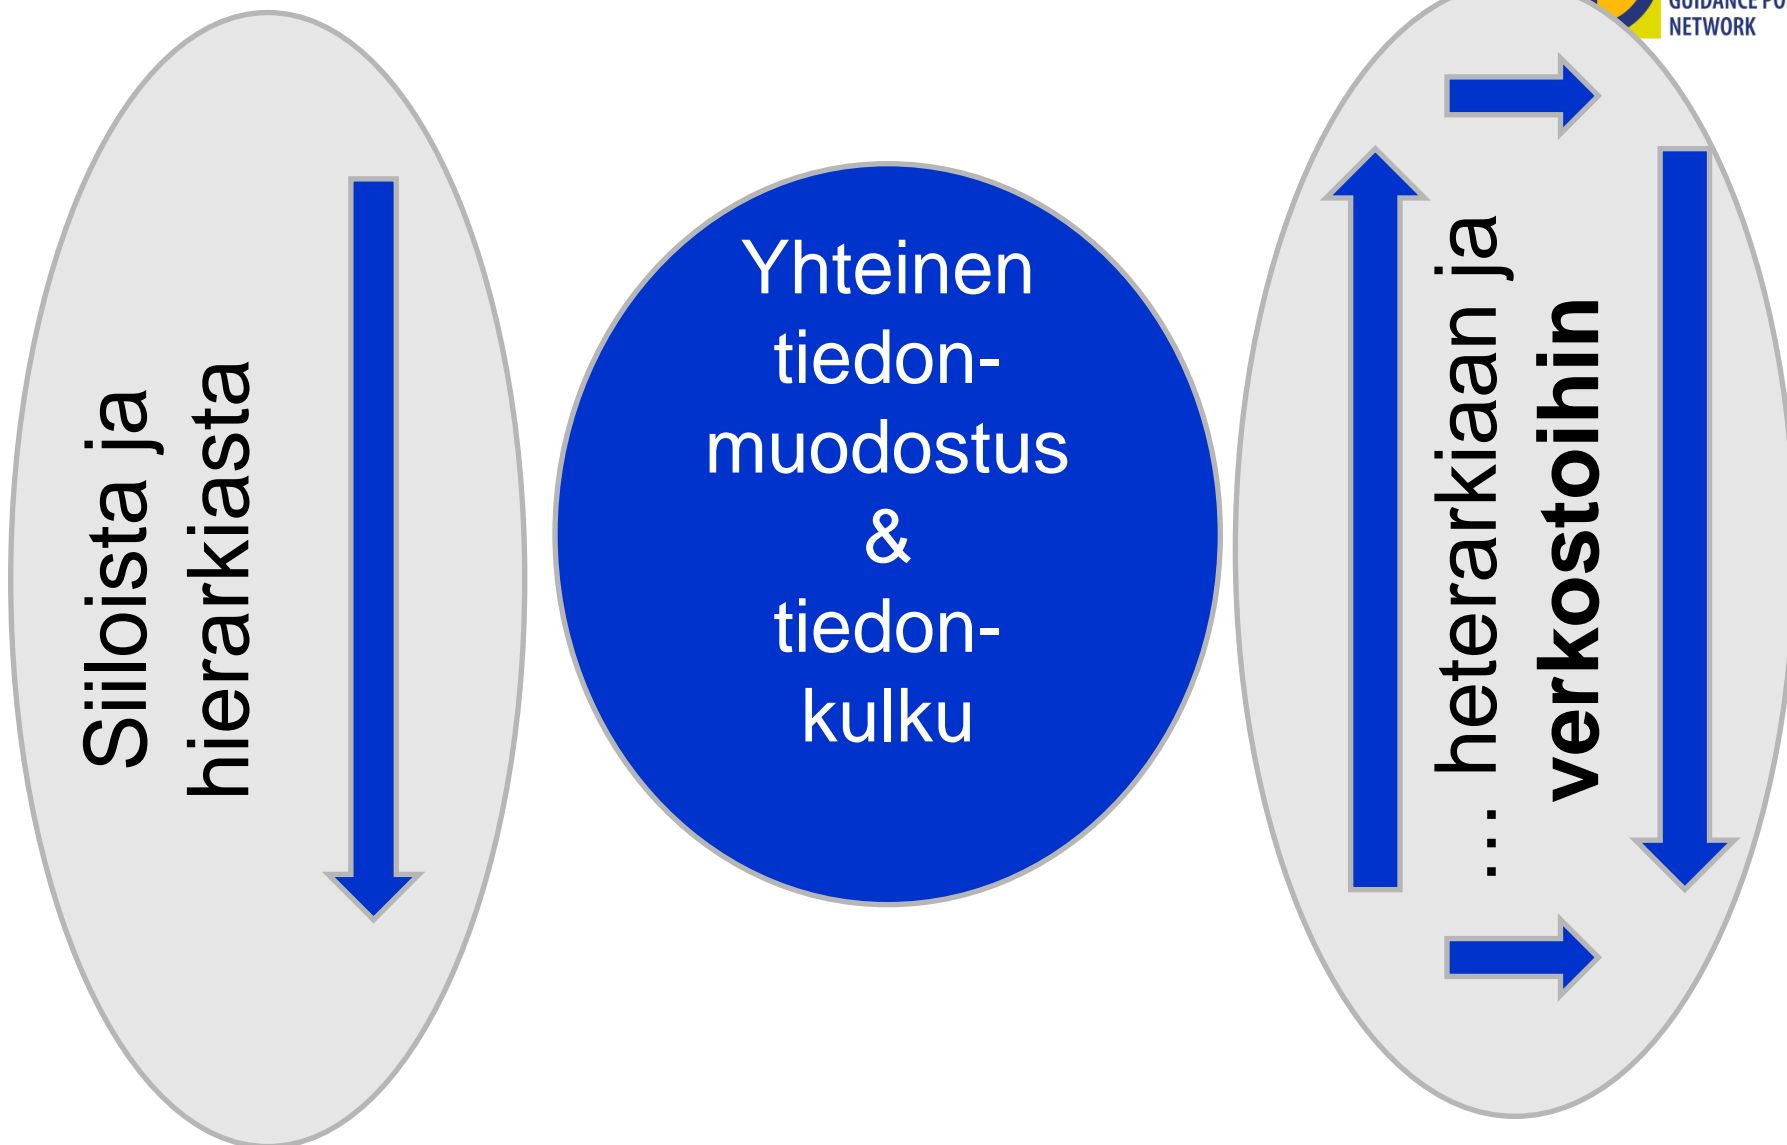 Siiloista ja
hierarkiasta
Yhteinen
tiedon-
muodostus
&
tiedon-
kulku
… heterarkiaan ja
verkostoihin
NETWORK